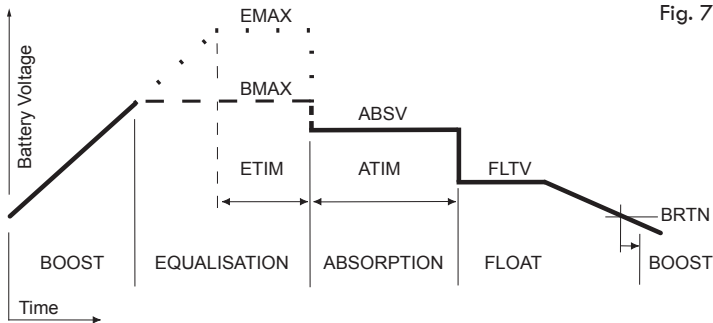 Fig. 7
EMAX
Battery Voltage
BMAX
ABSV
ETIM
ATIM
FLTV
BRTN
BOOST
EQUALISATION
ABSORPTION
FLOAT
BOOST
Time